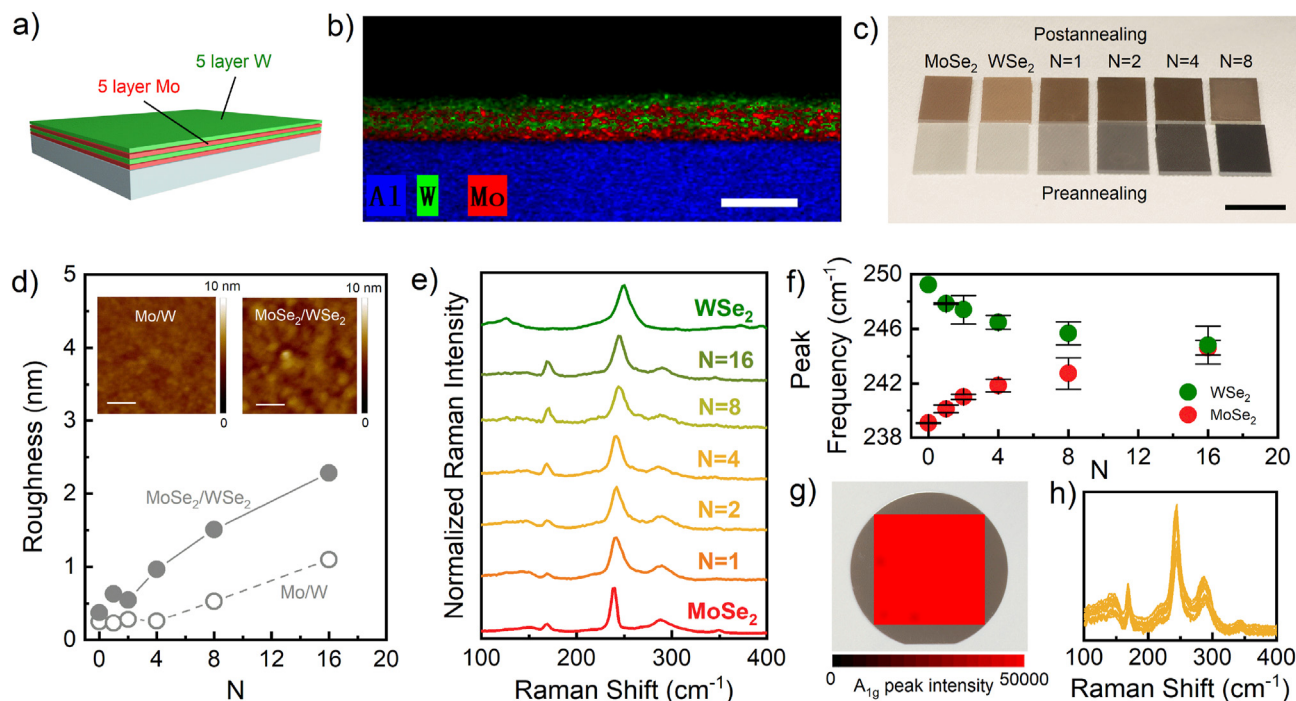 a)
5 layer W
5 layer Mo
b)
Al W Mo
c)
Postannealing
MoSe₂ WSe₂ N=1 N=2 N=4 N=8
Preannealing
d)
Roughness (nm)
5
4
3
2
1
0
10 nm 10 nm
Mo/W MoSe₂/WSe₂
0 0
MoSe₂/WSe₂
Mo/W
0 4 8 12 16 20
N
e)
Normalized Raman Intensity
WSe₂
N=16
N=8
N=4
N=2
N=1
MoSe₂
100 200 300 400
Raman Shift (cm⁻¹)
f)
Peak
Frequency (cm⁻¹)
250
246
242
238
WSe₂
MoSe₂
0 4 8 12 16 20
N
g)
0 50000
A₁g peak intensity
h)
100 200 300 400
Raman Shift (cm⁻¹)